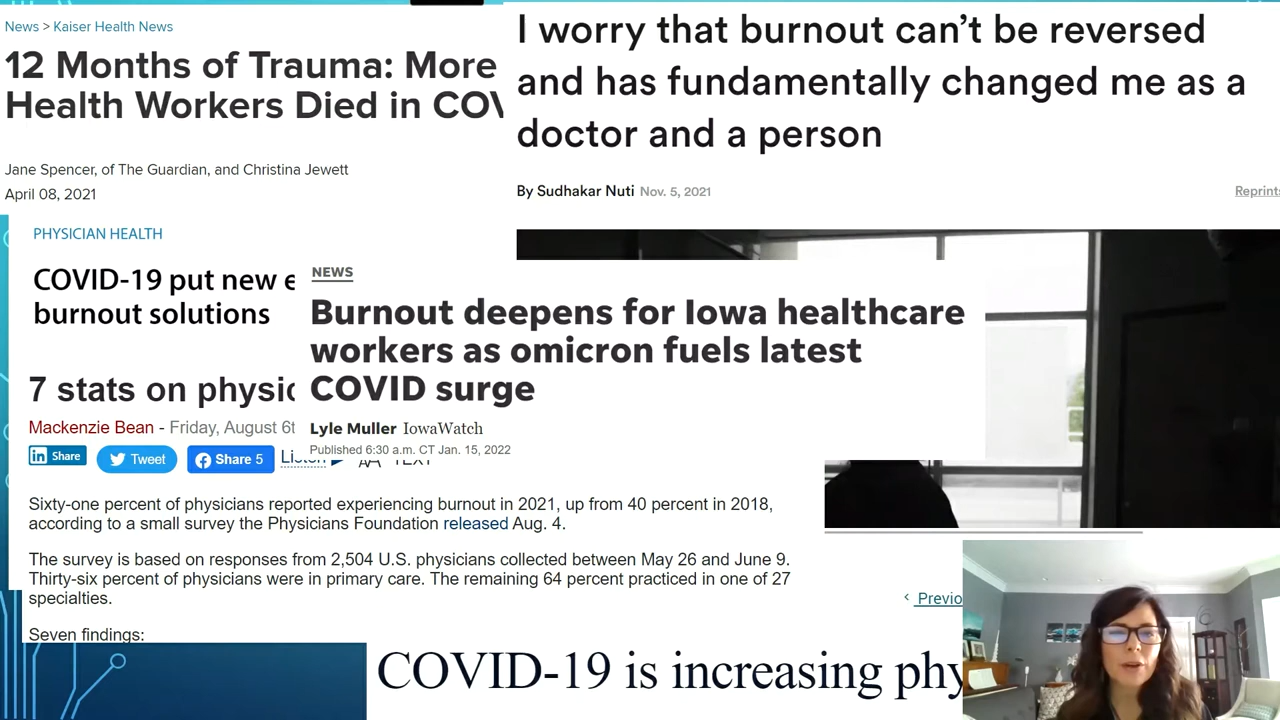 News > Kaiser Health News
12 Months of Trauma: More
Health Workers Died in
Jane Spencer, of The Guardian, and Christina Jewett
April 08, 2021
I worry that burnout can’t be reversed
and has fundamentally changed me as a
doctor and a person
By Sudhakar Nuti Nov. 5, 2021
Reprints
PHYSICIAN HEALTH
COVID-19 put new
burnout solutions
NEWS
Burnout deepens for Iowa healthcare
workers as omicron fuels latest
COVID surge
Lyle Muller IowaWatch
Published 6:30 a.m. CT Jan. 15, 2022
7 stats on
Mackenzie Bean - Friday, August
in Share
Tweet
Share 5
Listen
TEXT
Sixty-one percent of physicians reported experiencing burnout in 2021, up from 40 percent in 2018,
according to a small survey the Physicians Foundation released Aug. 4.
The survey is based on responses from 2,504 U.S. physicians collected between May 26 and June 9.
Thirty-six percent of physicians were in primary care. The remaining 64 percent practiced in one of 27
specialties.
Seven findings:
< Previo
COVID-19 is increasing